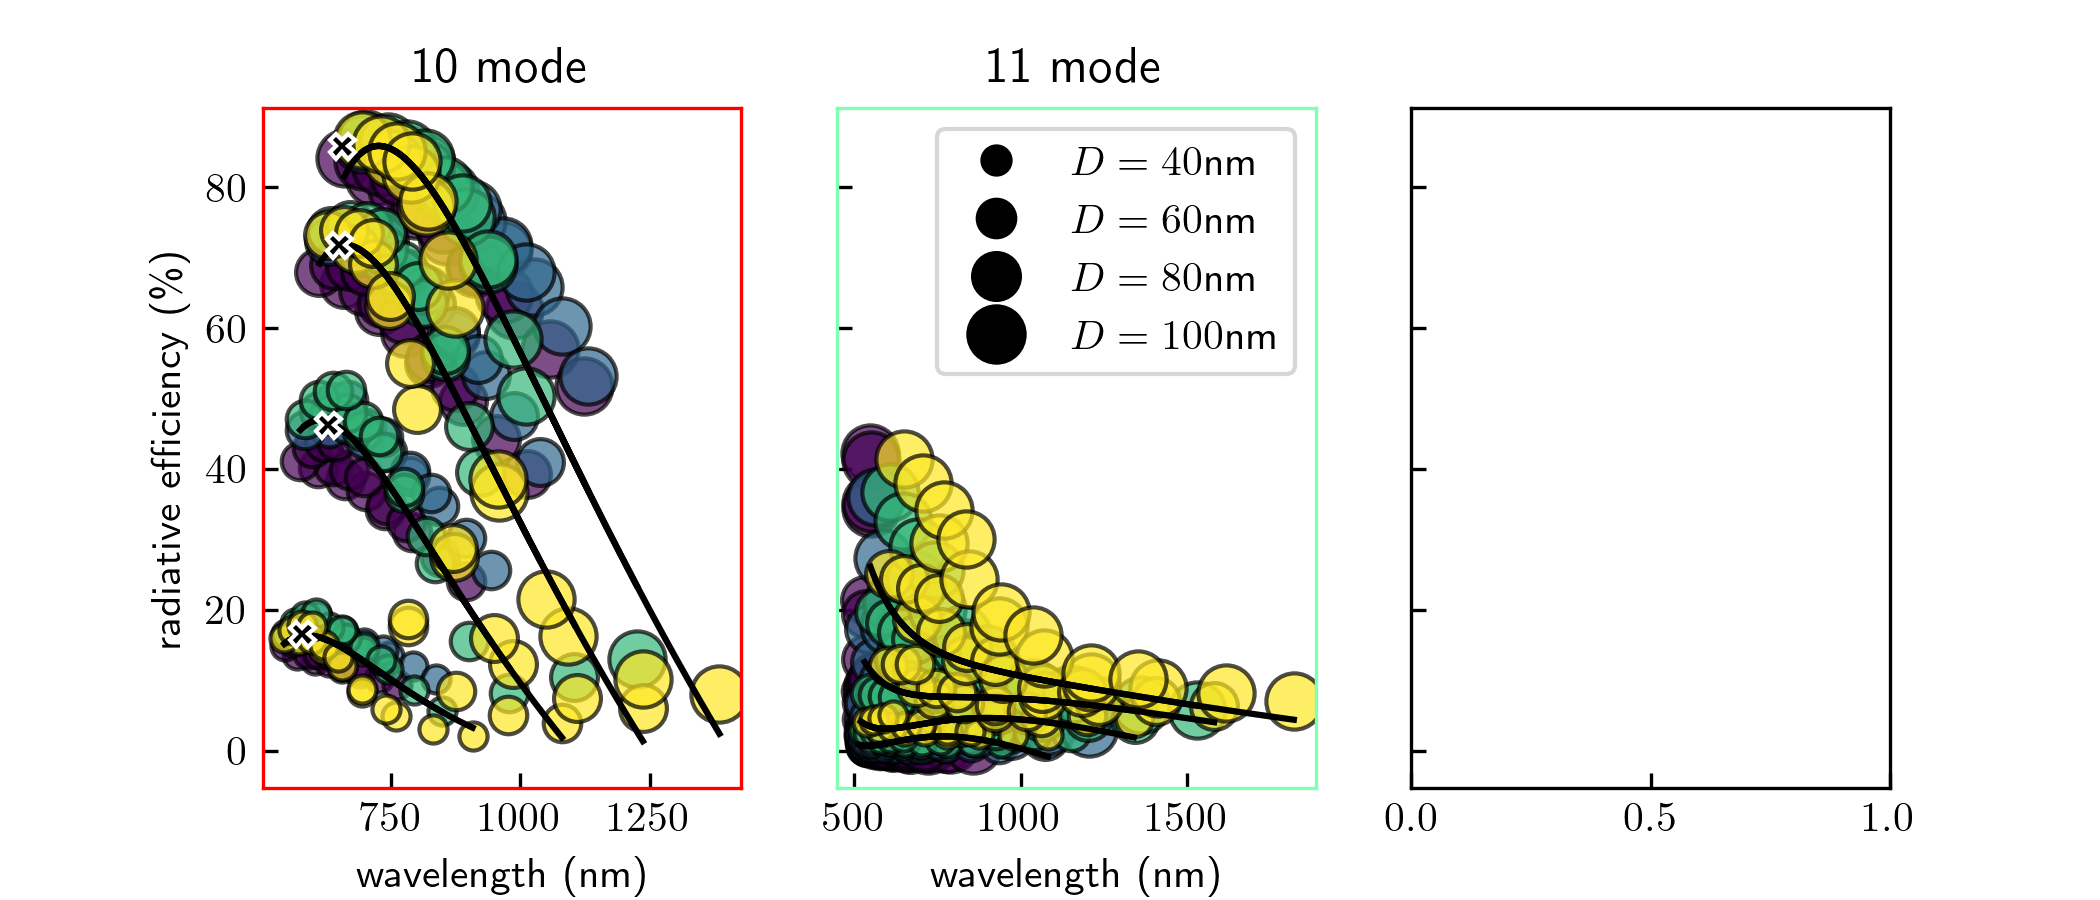 10 mode
11 mode
radiative efficiency (%)
80
60
40
20
0
D = 40nm
D = 60nm
D = 80nm
D = 100nm
750 1000 1250
500 1000 1500
0.0 0.5 1.0
wavelength (nm)
wavelength (nm)